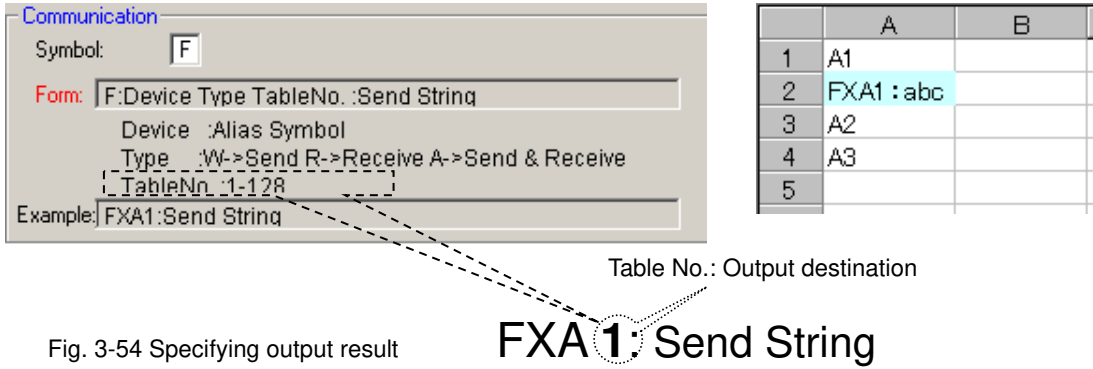 Communication
Symbol: F
Form: F:Device Type TableNo. :Send String
Device :Alias Symbol
Type :W->Send R->Receive A->Send & Receive
TableNo. :1-128
Example: FXA1:Send String
A B
1 A1
2 FXA1:abc
3 A2
4 A3
5
Table No.: Output destination
FXA 1: Send String
Fig. 3-54 Specifying output result